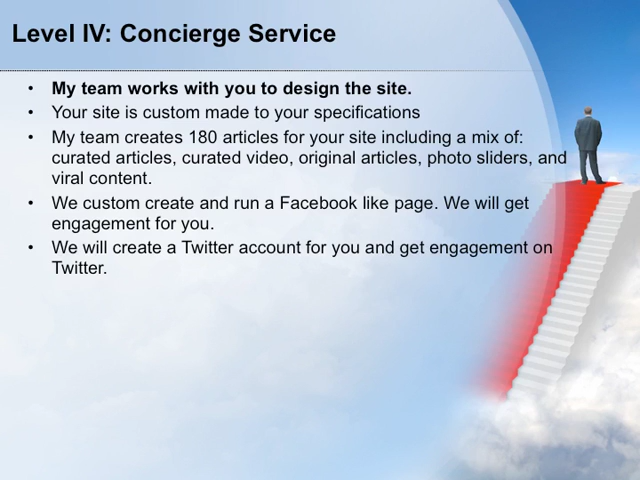 Level IV: Concierge Service
• My team works with you to design the site.
• Your site is custom made to your specifications
• My team creates 180 articles for your site including a mix of:
curated articles, curated video, original articles, photo sliders, and
viral content.
• We custom create and run a Facebook like page. We will get
engagement for you.
• We will create a Twitter account for you and get engagement on
Twitter.